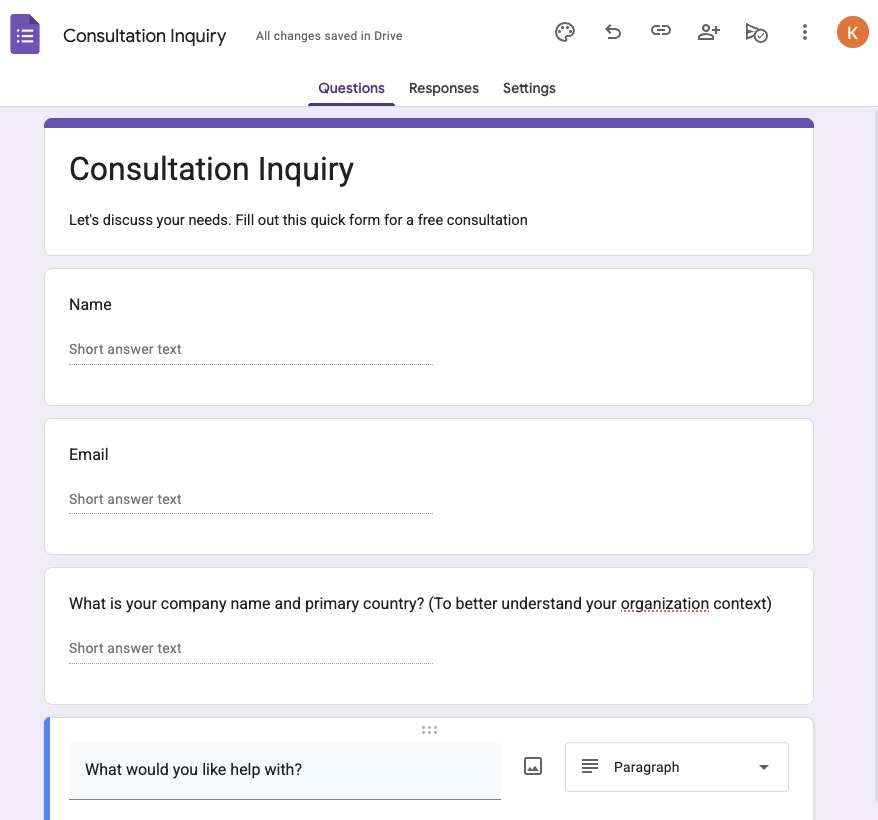 Consultation Inquiry
All changes saved in Drive
K
Questions
Responses
Settings
Consultation Inquiry
Let's discuss your needs. Fill out this quick form for a free consultation
Name
Short answer text
Email
Short answer text
What is your company name and primary country? (To better understand your organization context)
Short answer text
What would you like help with?
Paragraph